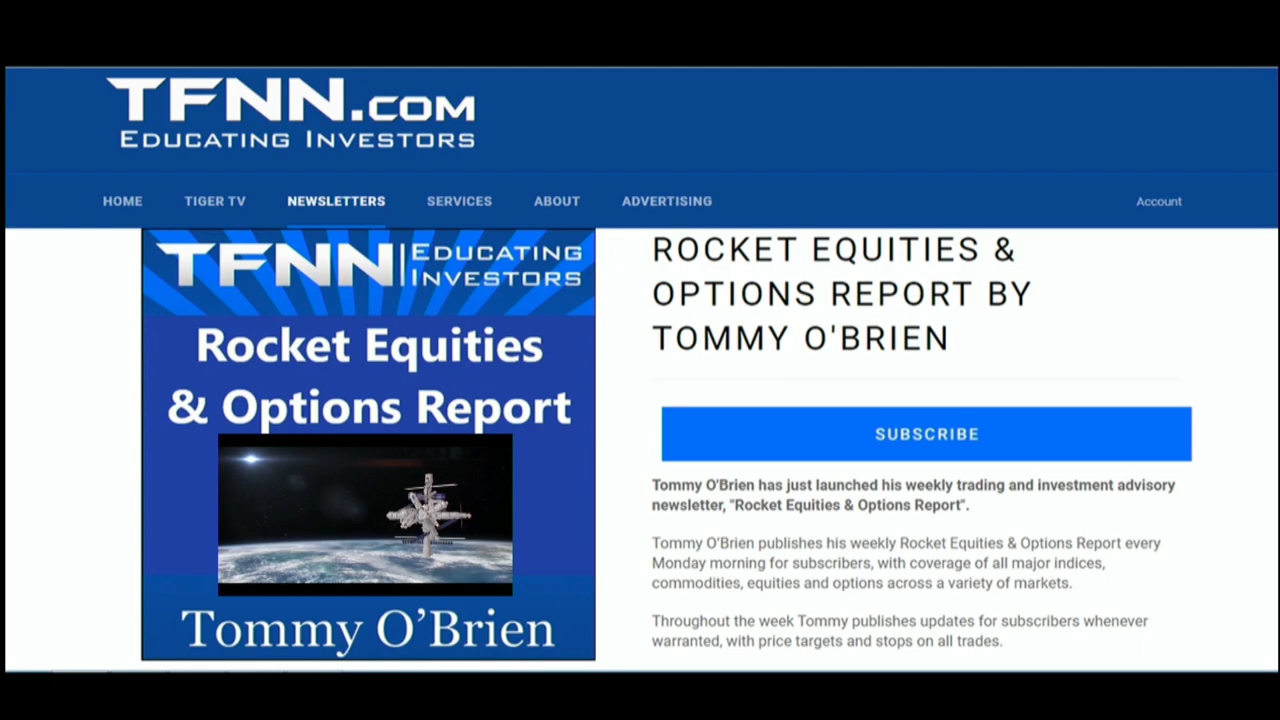 TFNN.COM
EDUCATING INVESTORS
HOME TIGER TV NEWSLETTERS SERVICES ABOUT ADVERTISING Account
TFNN EDUCATING
INVESTORS
Rocket Equities
& Options Report
Tommy O’Brien
ROCKET EQUITIES &
OPTIONS REPORT BY
TOMMY O'BRIEN
SUBSCRIBE
Tommy O'Brien has just launched his weekly trading and investment advisory
newsletter, "Rocket Equities & Options Report".
Tommy O'Brien publishes his weekly Rocket Equities & Options Report every
Monday morning for subscribers, with coverage of all major indices,
commodities, equities and options across a variety of markets.
Throughout the week Tommy publishes updates for subscribers whenever
warranted, with price targets and stops on all trades.